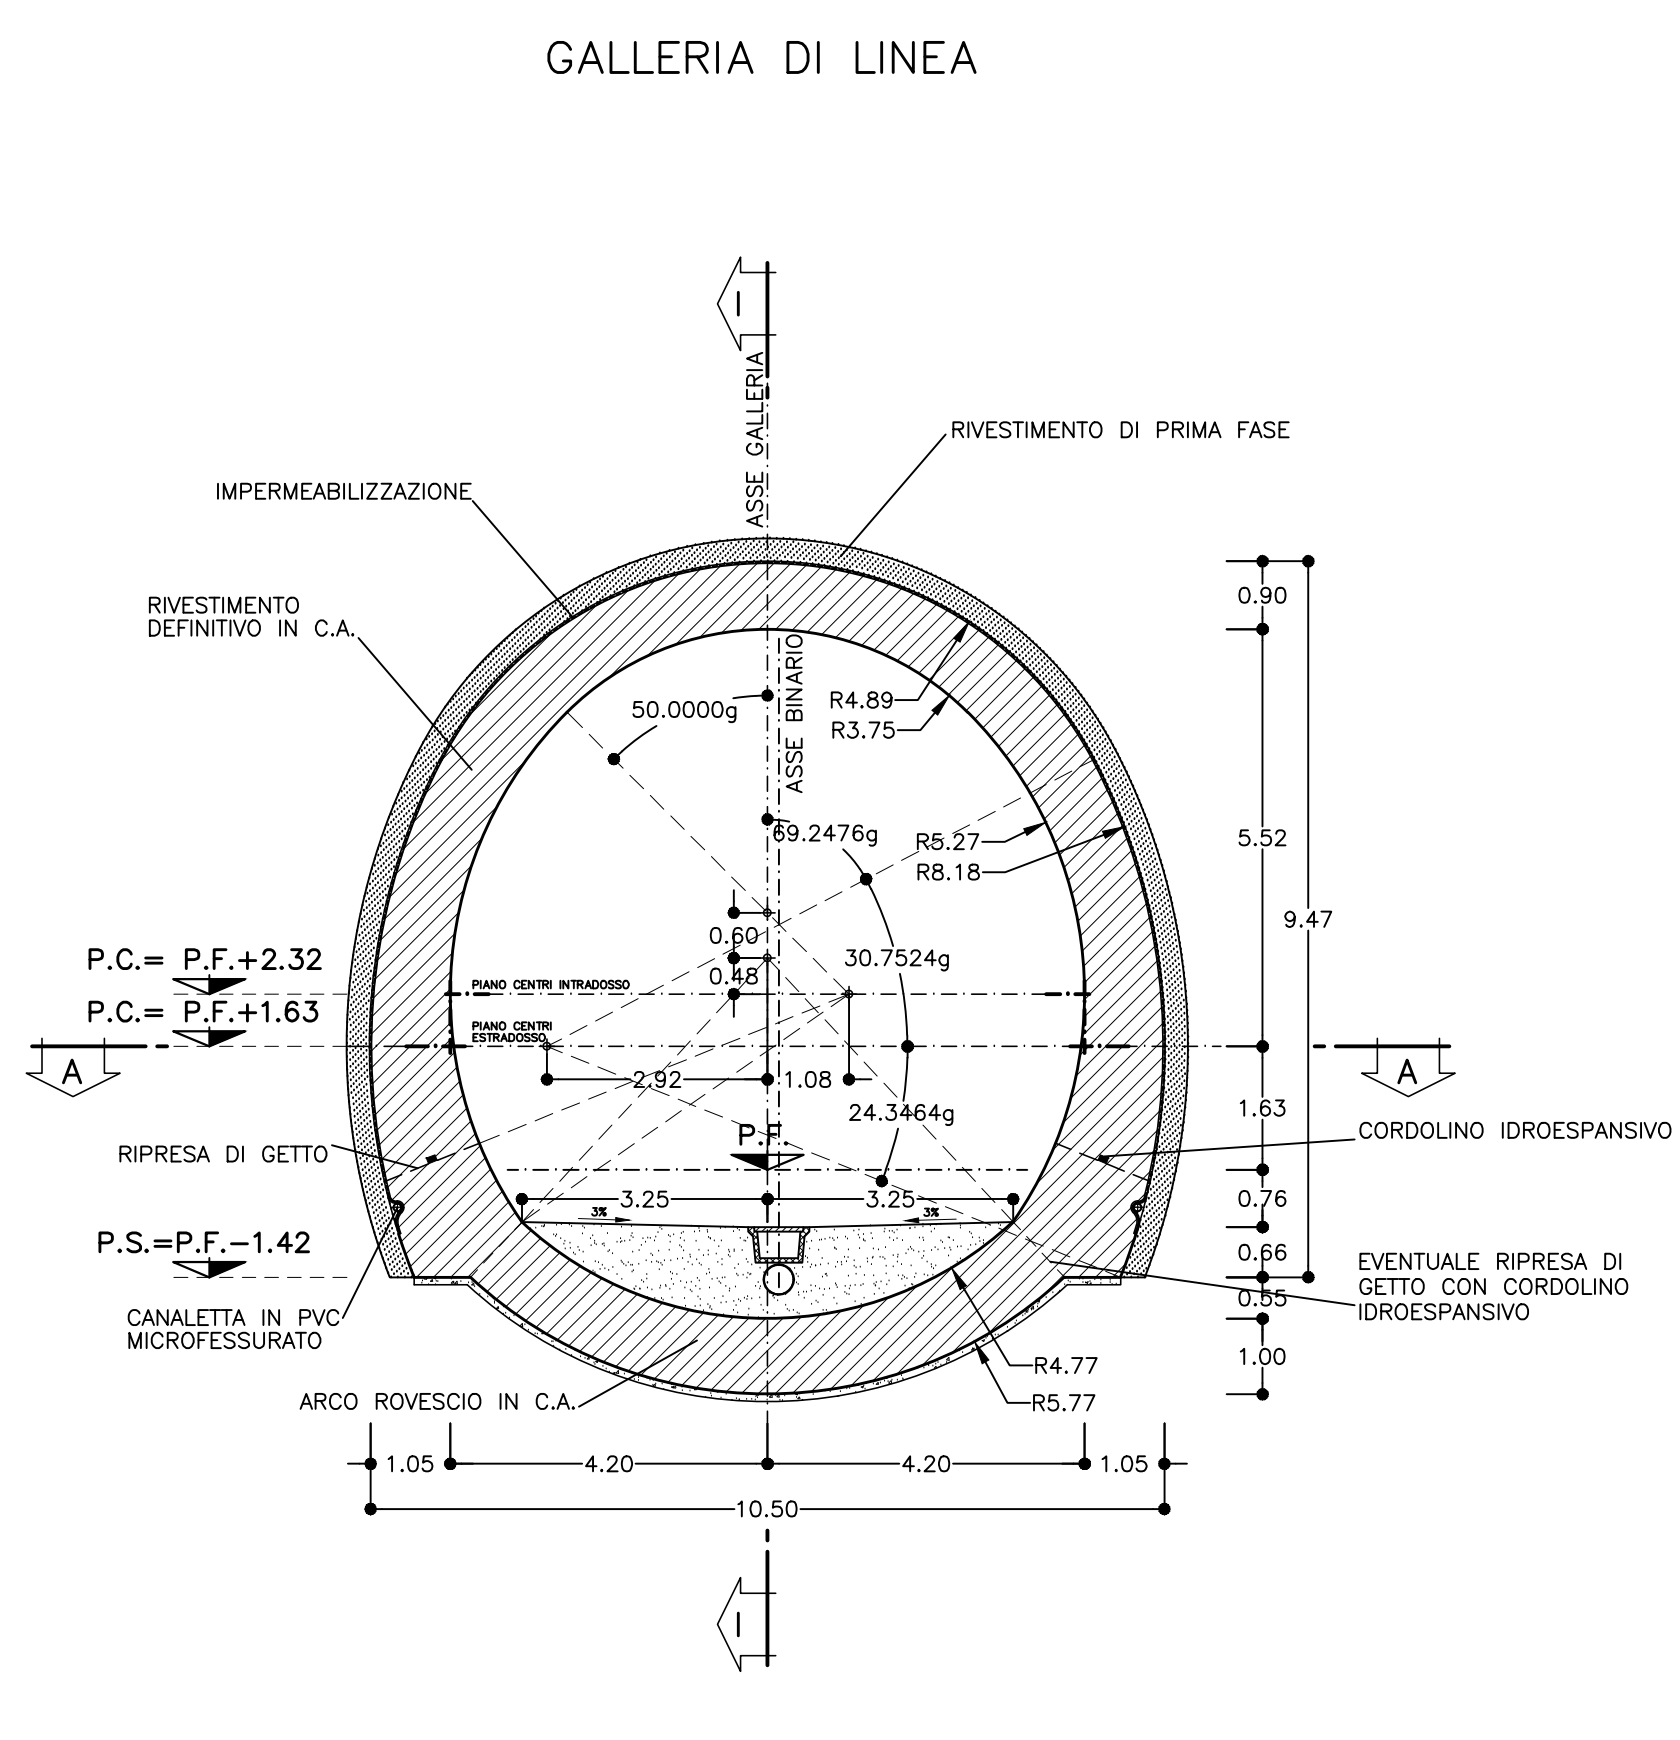 GALLERIA DI LINEA
I
ASSE GALLERIA
RIVESTIMENTO DI PRIMA FASE
IMPERMEABILIZZAZIONE
RIVESTIMENTO
DEFINITIVO IN C.A.
0.90
ASSE BINARIO
R4.89
50.0000g
R3.75
69.2476g
R5.27
5.52
R8.18
9.47
0.60
P.C.= P.F.+2.32
30.7524g
0.48
PIANO CENTRI INTRADOSSO
P.C.= P.F.+1.63
PIANO CENTRI
ESTRADOSSO
A
A
2.92
1.08
1.63
24.3464g
P.F.
CORDOLINO IDROESPANSIVO
RIPRESA DI GETTO
3.25
3.25
0.76
3%
3%
P.S.=P.F.-1.42
0.66
EVENTUALE RIPRESA DI
GETTO CON CORDOLINO
IDROESPANSIVO
0.55
CANALETTA IN PVC
MICROFESSURATO
1.00
R4.77
ARCO ROVESCIO IN C.A.
R5.77
1.05
4.20
4.20
1.05
10.50
I